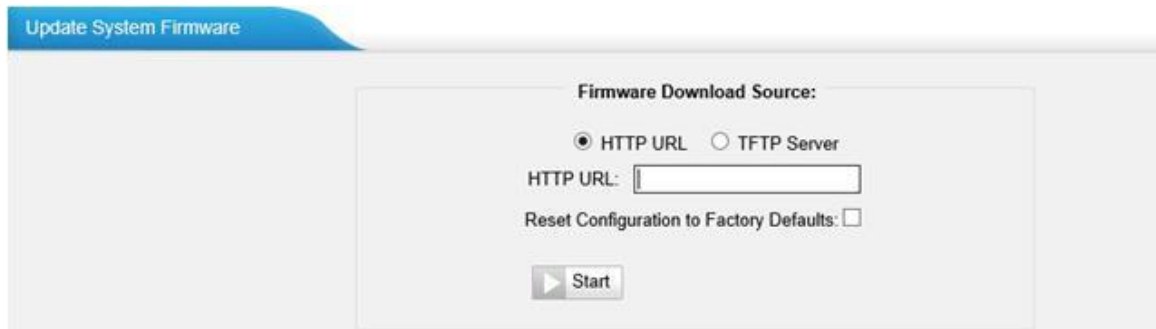 Update System Firmware
Firmware Download Source:
HTTP URL TFTP Server
HTTP URL:
Reset Configuration to Factory Defaults:
Start